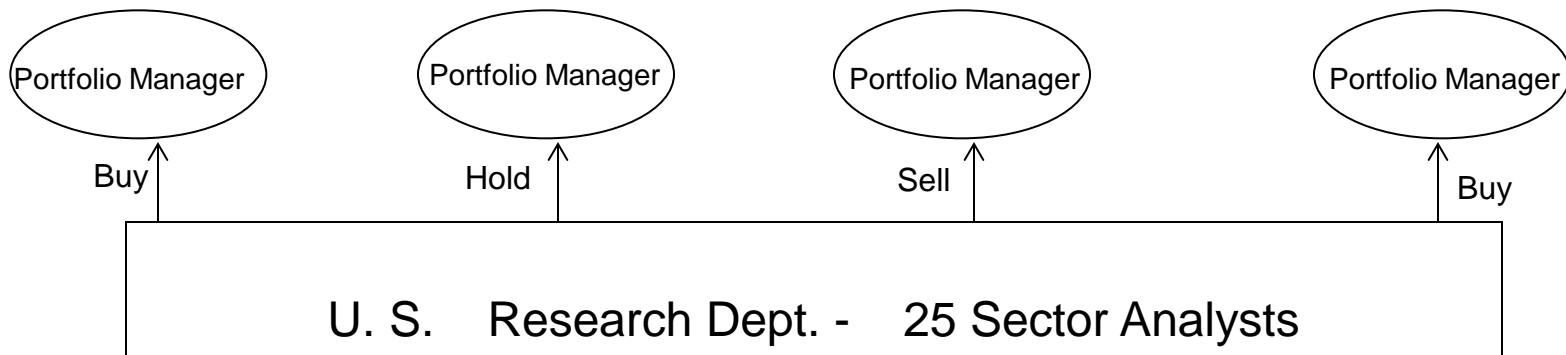 Portfolio Manager Portfolio Manager Portfolio Manager Portfolio Manager
Buy Hold Sell Buy
U. S. Research Dept. - 25 Sector Analysts